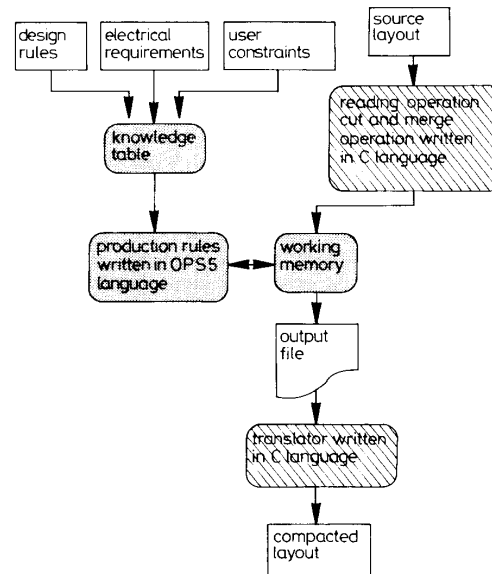 design
rules
electrical
requirements
user
constraints
source
layout
reading operation
cut and merge
operation written
in C language
knowledge
table
production rules
written in OPS5
language
working
memory
output
file
translator written
in C language
compacted
layout